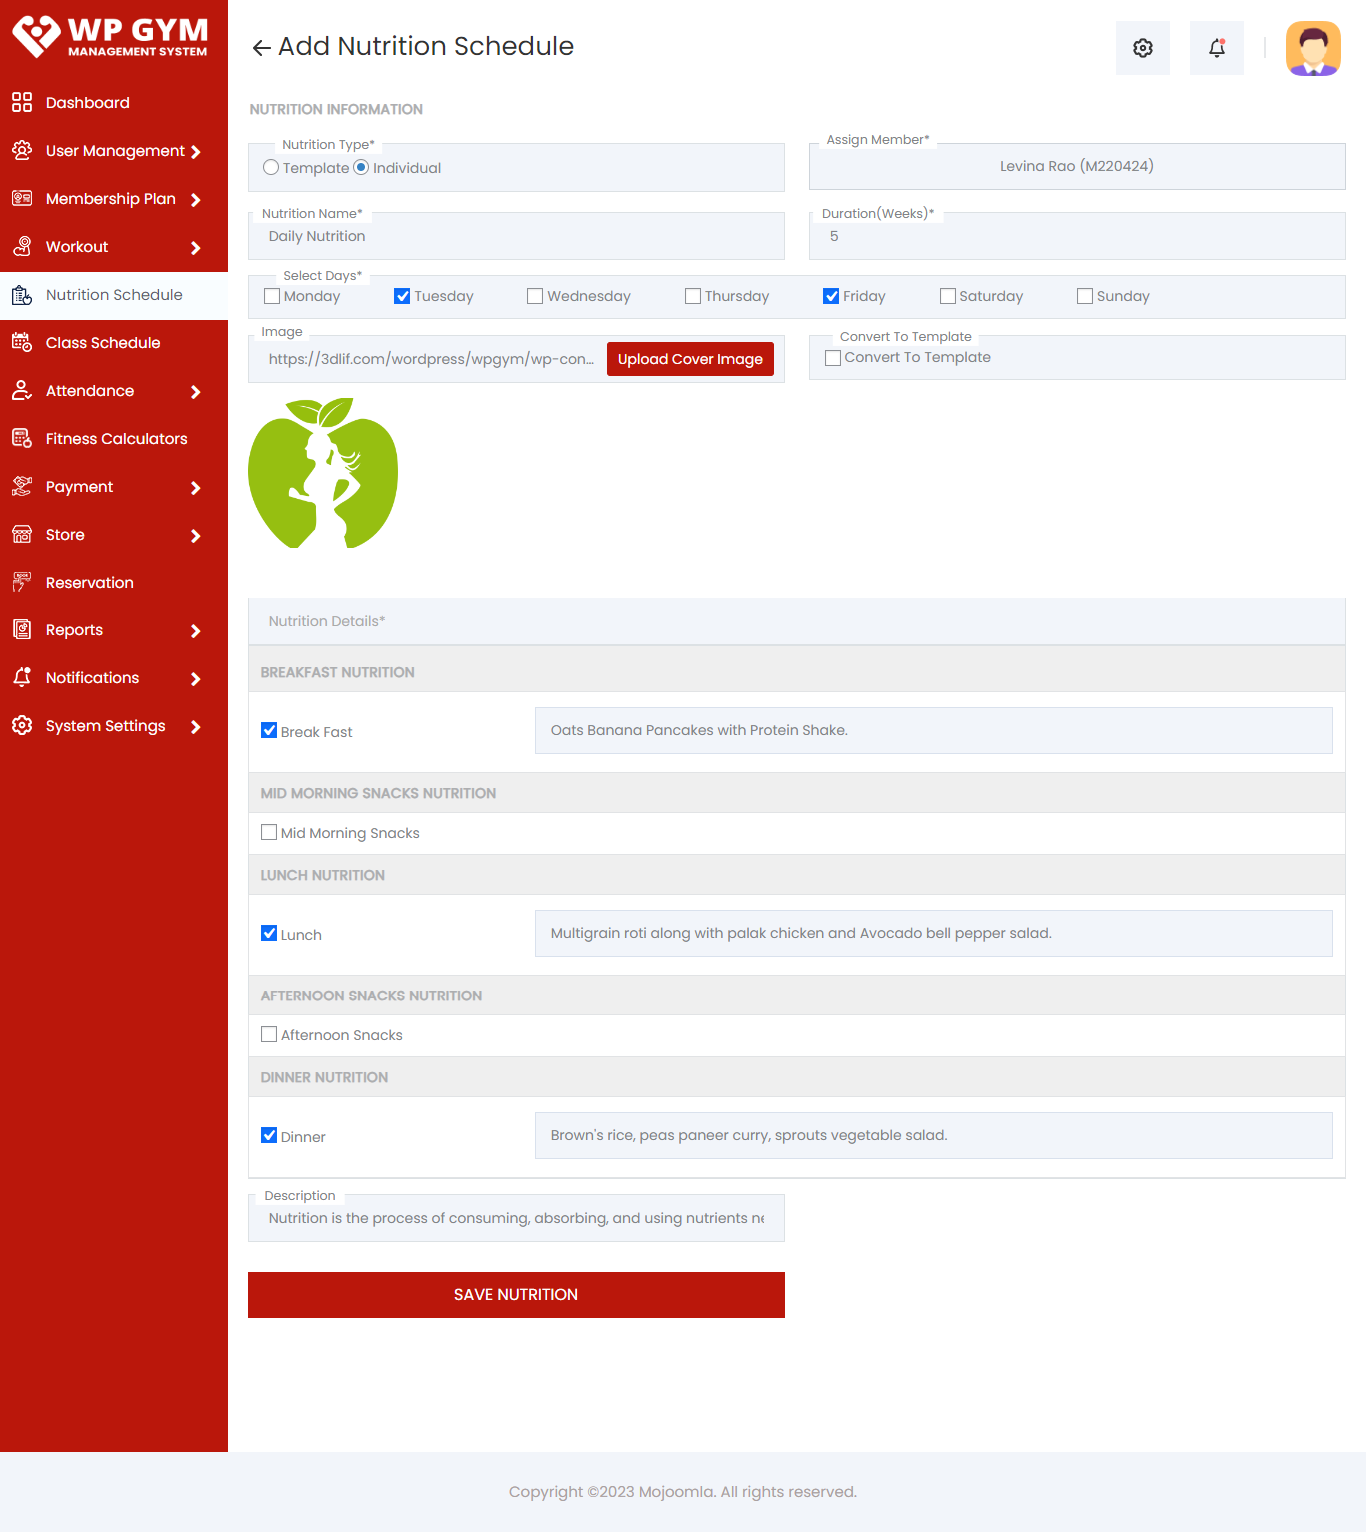 WP GYM
MANAGEMENT SYSTEM
Dashboard
User Management
Membership Plan
Workout
Nutrition Schedule
Class Schedule
Attendance
Fitness Calculators
Payment
Store
Reservation
Reports
Notifications
System Settings
Add Nutrition Schedule
NUTRITION INFORMATION
Nutrition Type*
Template Individual
Assign Member*
Levina Rao (M220424)
Nutrition Name*
Daily Nutrition
Duration(Weeks)*
5
Select Days*
Monday Tuesday Wednesday Thursday Friday Saturday Sunday
Image
https://3dlif.com/wordpress/wpgym/wp-con... Upload Cover Image
Convert To Template
Convert To Template
Nutrition Details*
BREAKFAST NUTRITION
Break Fast Oats Banana Pancakes with Protein Shake.
MID MORNING SNACKS NUTRITION
Mid Morning Snacks
LUNCH NUTRITION
Lunch Multigrain roti along with palak chicken and Avocado bell pepper salad.
AFTERNOON SNACKS NUTRITION
Afternoon Snacks
DINNER NUTRITION
Dinner Brown's rice, peas paneer curry, sprouts vegetable salad.
Description
Nutrition is the process of consuming, absorbing, and using nutrients ne
SAVE NUTRITION
Copyright ©2023 Mojoomla. All rights reserved.